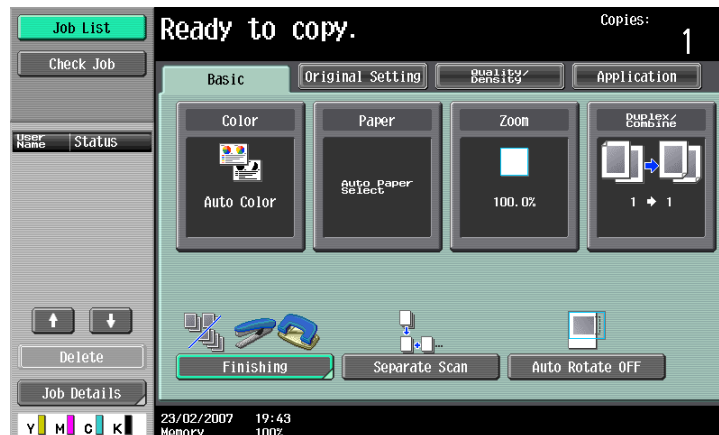 Job List
Check Job
User Name
Status
Delete
Job Details
Y M C K
Ready to copy.
Copies:
1
Basic
Original Setting
Quality/
Density
Application
Color
Auto Color
Paper
Auto Paper
Select
Zoom
100.0%
Duplex/
Combine
1 → 1
Finishing
Separate Scan
Auto Rotate OFF
23/02/2007 19:43
Memory 100%